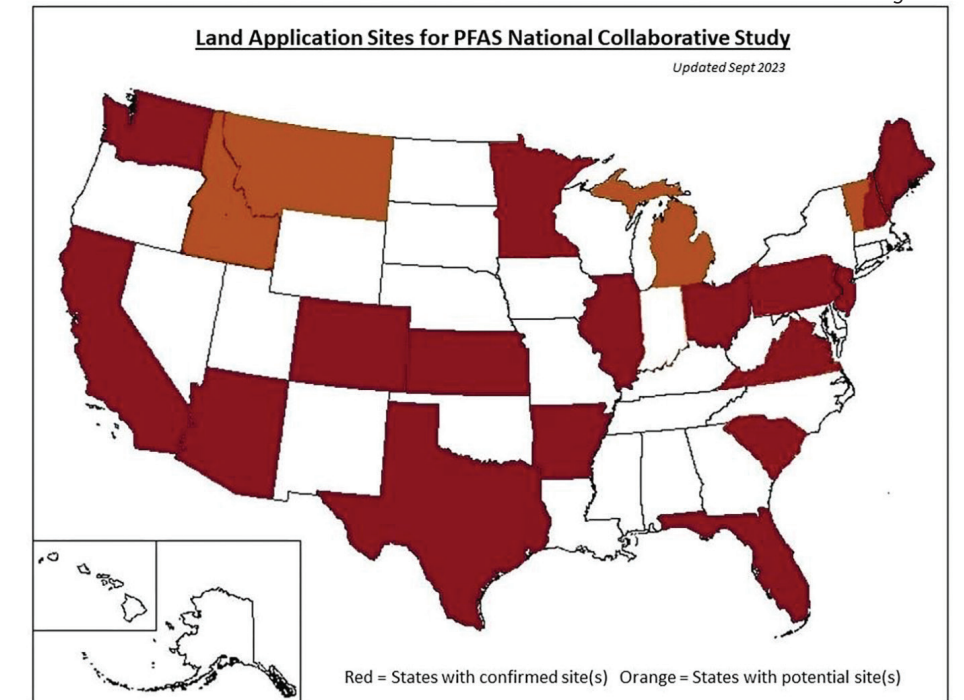 Land Application Sites for PFAS National Collaborative Study
Updated Sept 2023
Red = States with confirmed site(s) Orange = States with potential site(s)